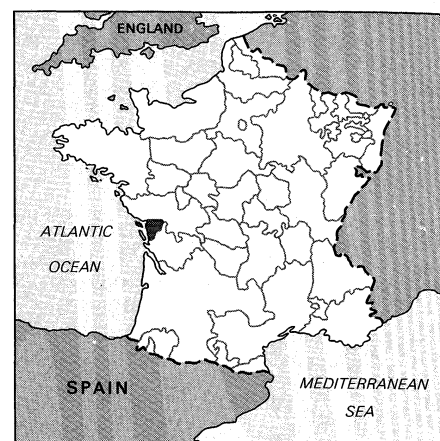 ENGLAND
ATLANTIC
OCEAN
SPAIN
MEDITERRANEAN
SEA